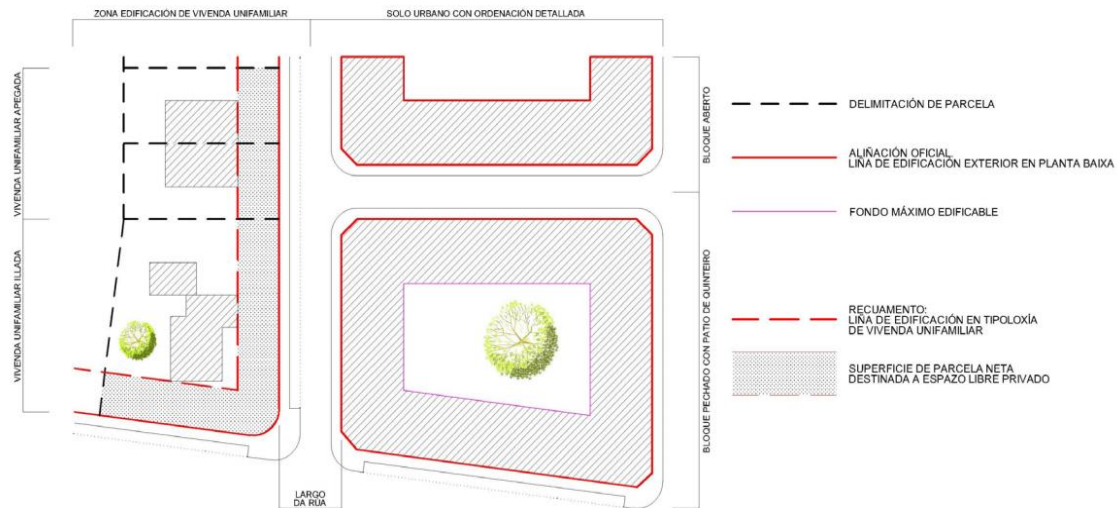 ZONA EDIFICACIÓN DE VIVENDA UNIFAMILIAR
SOLO URBANO CON ORDENACIÓN DETALLADA
VIVENDA UNIFAMILIAR APEGADA
VIVENDA UNIFAMILIAR ILLADA
LARGO
DA RÚA
BLOQUE ABERTO
BLOQUE PECHADO CON PATIO DE QUINTEIRO
DELIMITACIÓN DE PARCELA
ALIÑACIÓN OFICIAL.
LIÑA DE EDIFICACIÓN EXTERIOR EN PLANTA BAIXA
FONDO MÁXIMO EDIFICABLE
RECUAMENTO:
LIÑA DE EDIFICACIÓN EN TIPOLOXÍA
DE VIVENDA UNIFAMILIAR
SUPERFICIE DE PARCELA NETA
DESTINADA A ESPAZO LIBRE PRIVADO